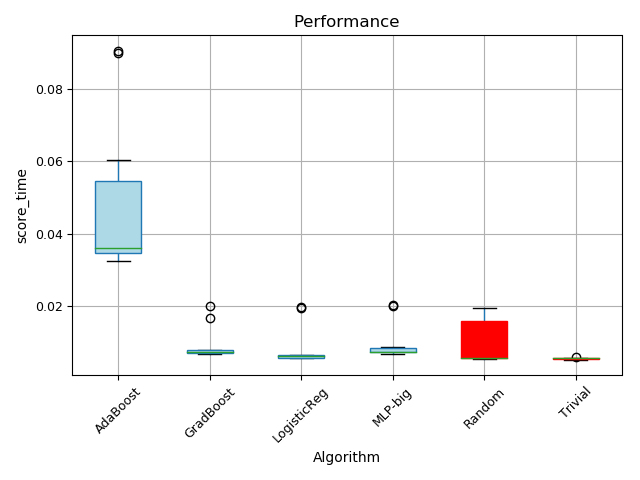 Performance
score_time
0.08
0.06
0.04
0.02
AdaBoost
GradBoost
LogisticReg
MLP-big
Random
Trivial
Algorithm